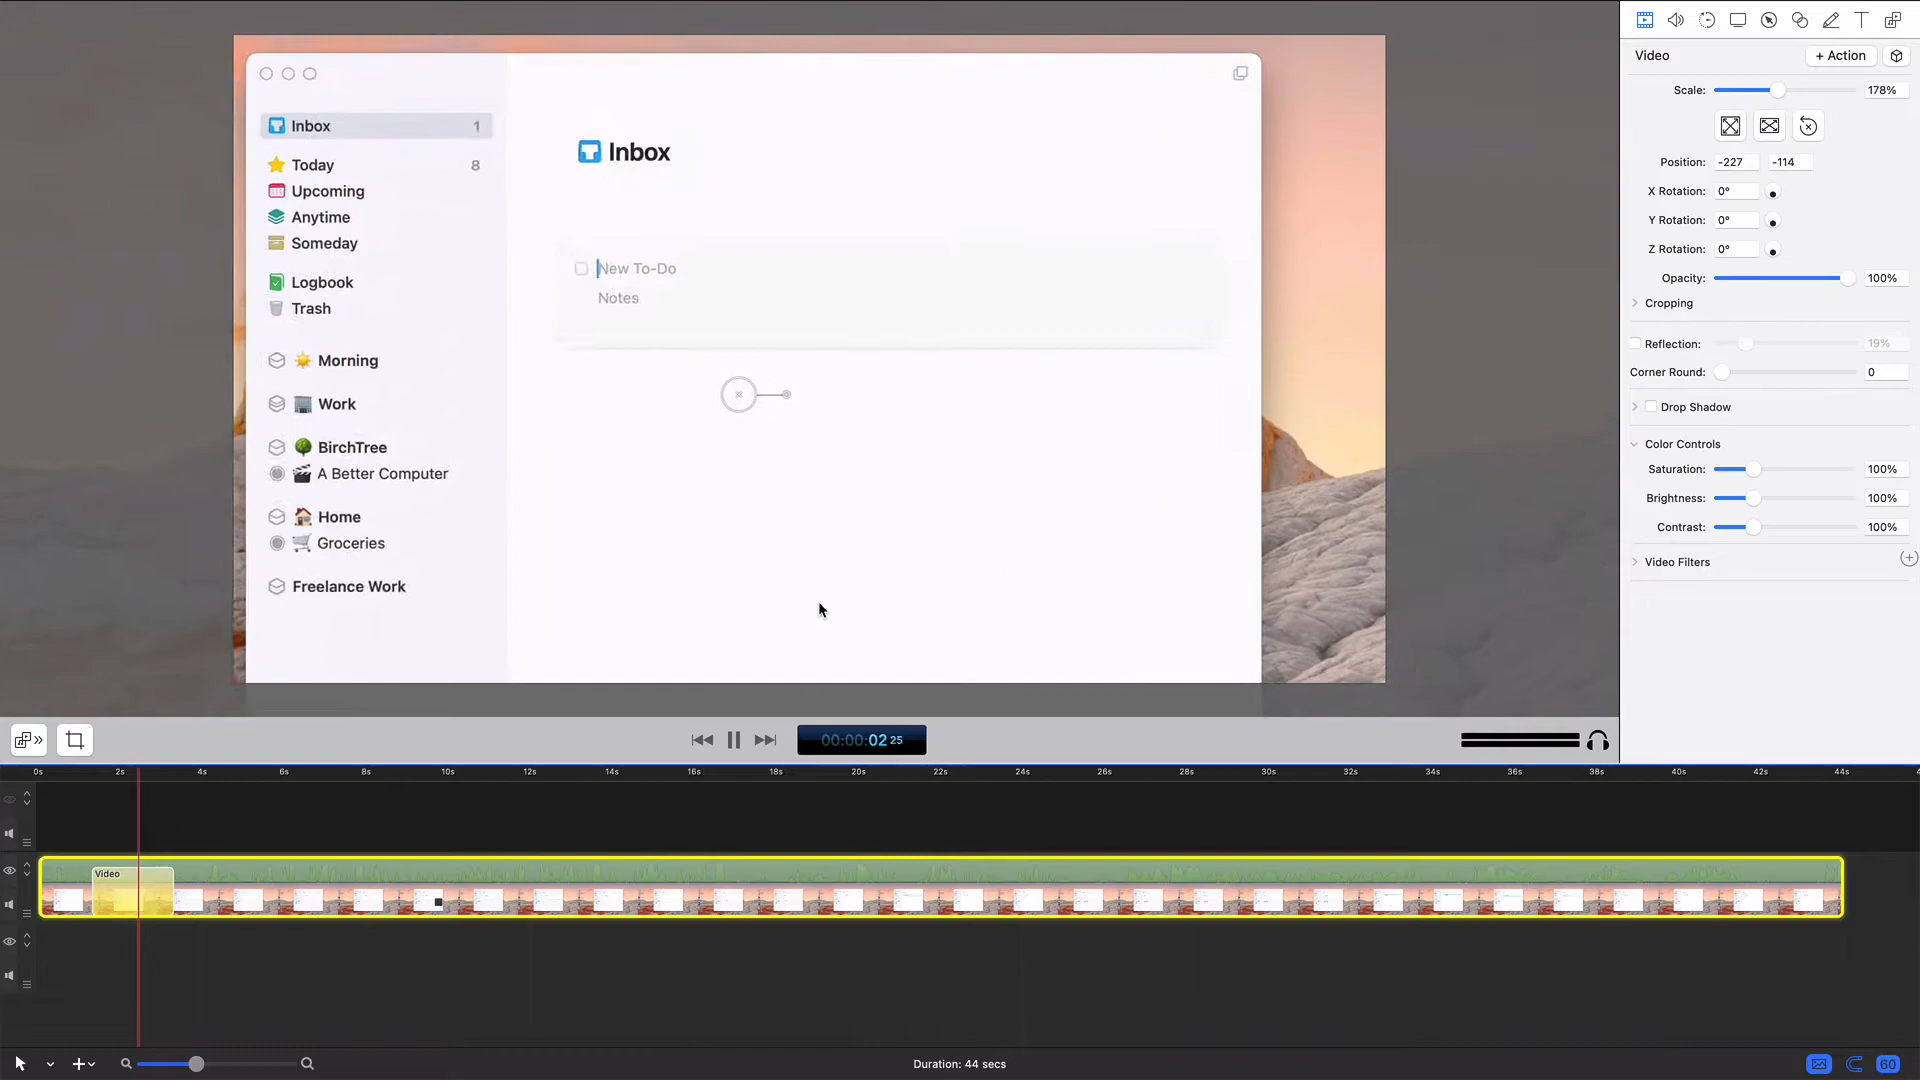 Inbox 1
Today 8
Upcoming
Anytime
Someday
Logbook
Trash
Morning
Work
BirchTree
A Better Computer
Home
Groceries
Freelance Work
Inbox
New To-Do
Notes
Video
+ Action
Scale: 178%
Position: -227 -114
X Rotation: 0°
Y Rotation: 0°
Z Rotation: 0°
Opacity: 100%
Cropping
Reflection: 19%
Corner Round: 0
Drop Shadow
Color Controls
Saturation: 100%
Brightness: 100%
Contrast: 100%
Video Filters
00:00:02 25
0s 2s 4s 6s 8s 10s 12s 14s 16s 18s 20s 22s 24s 26s 28s 30s 32s 34s 36s 38s 40s 42s 44s
Video
Duration: 44 secs
60